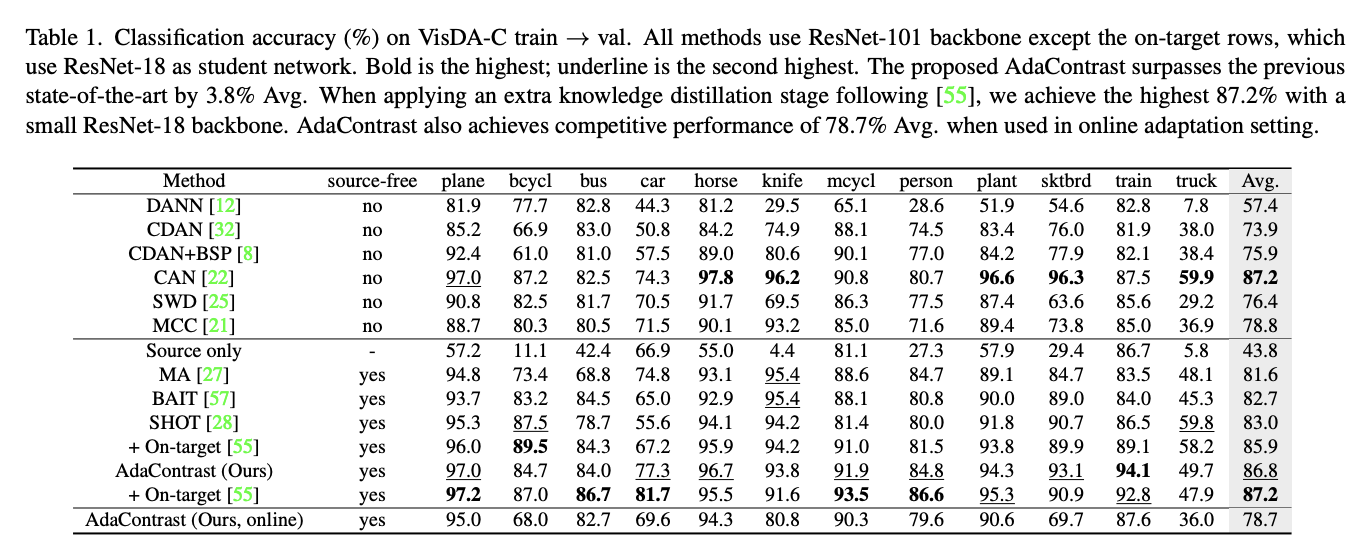 Table 1. Classification accuracy (%) on VisDA-C train → val. All methods use ResNet-101 backbone except the on-target rows, which
use ResNet-18 as student network. Bold is the highest; underline is the second highest. The proposed AdaContrast surpasses the previous
state-of-the-art by 3.8% Avg. When applying an extra knowledge distillation stage following [55], we achieve the highest 87.2% with a
small ResNet-18 backbone. AdaContrast also achieves competitive performance of 78.7% Avg. when used in online adaptation setting.
Method source-free plane bcycl bus car horse knife mcycl person plant sktbrd train truck Avg.
DANN [12] no 81.9 77.7 82.8 44.3 81.2 29.5 65.1 28.6 51.9 54.6 82.8 7.8 57.4
CDAN [32] no 85.2 66.9 83.0 50.8 84.2 74.9 88.1 74.5 83.4 76.0 81.9 38.0 73.9
CDAN+BSP [8] no 92.4 61.0 81.0 57.5 89.0 80.6 90.1 77.0 84.2 77.9 82.1 38.4 75.9
CAN [22] no 97.0 87.2 82.5 74.3 97.8 96.2 90.8 80.7 96.6 96.3 87.5 59.9 87.2
SWD [25] no 90.8 82.5 81.7 70.5 91.7 69.5 86.3 77.5 87.4 63.6 85.6 29.2 76.4
MCC [21] no 88.7 80.3 80.5 71.5 90.1 93.2 85.0 71.6 89.4 73.8 85.0 36.9 78.8
Source only - 57.2 11.1 42.4 66.9 55.0 4.4 81.1 27.3 57.9 29.4 86.7 5.8 43.8
MA [27] yes 94.8 73.4 68.8 74.8 93.1 95.4 88.6 84.7 89.1 84.7 83.5 48.1 81.6
BAIT [57] yes 93.7 83.2 84.5 65.0 92.9 95.4 88.1 80.8 90.0 89.0 84.0 45.3 82.7
SHOT [28] yes 95.3 87.5 78.7 55.6 94.1 94.2 81.4 80.0 91.8 90.7 86.5 59.8 83.0
+ On-target [55] yes 96.0 89.5 84.3 67.2 95.9 94.2 91.0 81.5 93.8 89.9 89.1 58.2 85.9
AdaContrast (Ours) yes 97.0 84.7 84.0 77.3 96.7 93.8 91.9 84.8 94.3 93.1 94.1 49.7 86.8
+ On-target [55] yes 97.2 87.0 86.7 81.7 95.5 91.6 93.5 86.6 95.3 90.9 92.8 47.9 87.2
AdaContrast (Ours, online) yes 95.0 68.0 82.7 69.6 94.3 80.8 90.3 79.6 90.6 69.7 87.6 36.0 78.7